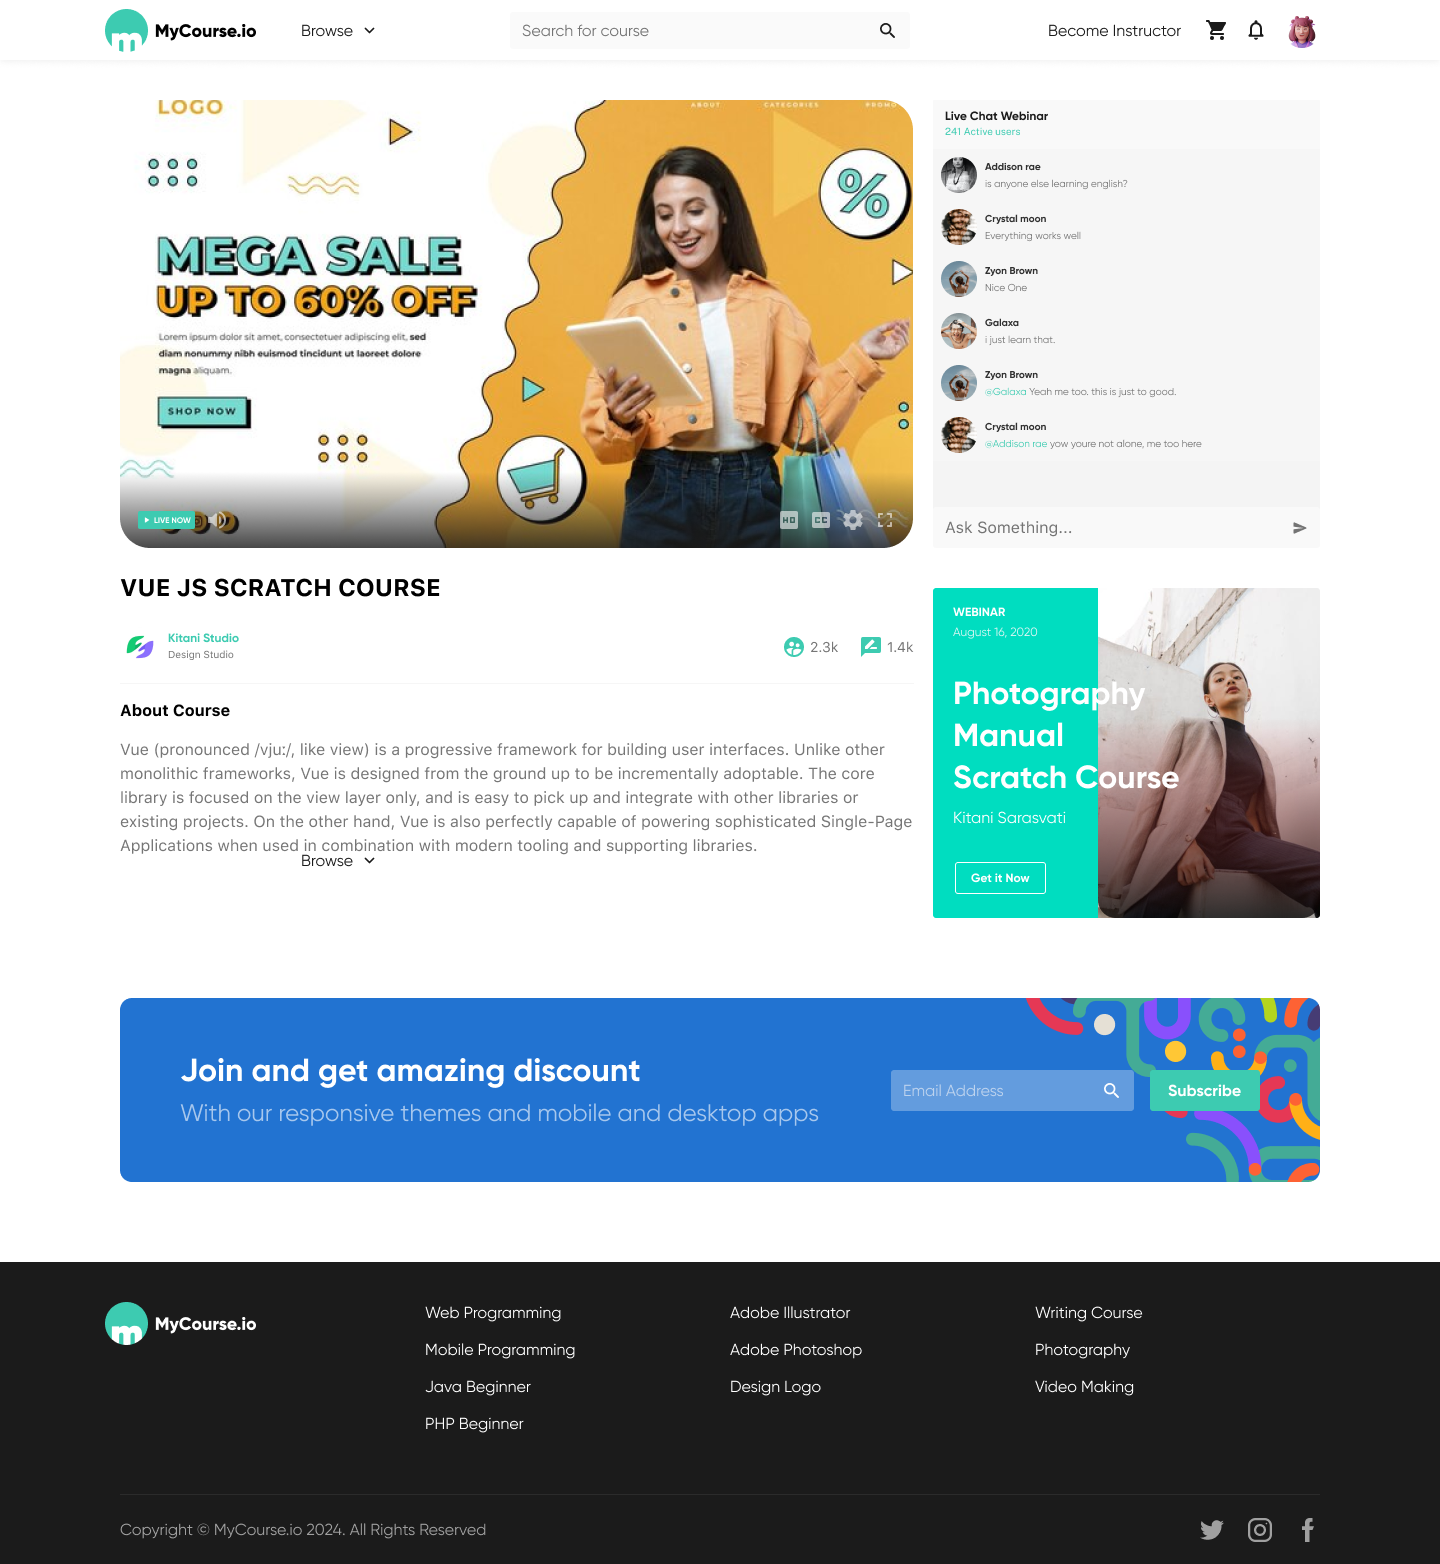 MyCourse.io
Browse
Search for course
Become Instructor
LOGO
ABOUT
CATEGORIES
PROMO
MEGA SALE
UP TO 60% OFF
Lorem ipsum dolor sit amet, consectetuer adipiscing elit, sed
diam nonummy nibh euismod tincidunt ut laoreet dolore
magna aliquam.
SHOP NOW
%
LIVE NOW
HD
CC
Live Chat Webinar
241 Active users
Addison rae
is anyone else learning english?
Crystal moon
Everything works well
Zyon Brown
Nice One
Galaxa
i just learn that.
Zyon Brown
@Galaxa Yeah me too. this is just to good.
Crystal moon
@Addison rae yow youre not alone, me too here
Ask Something...
VUE JS SCRATCH COURSE
Kitani Studio
Design Studio
2.3k
1.4k
About Course
Vue (pronounced /vjuː/, like view) is a progressive framework for building user interfaces. Unlike other
monolithic frameworks, Vue is designed from the ground up to be incrementally adoptable. The core
library is focused on the view layer only, and is easy to pick up and integrate with other libraries or
existing projects. On the other hand, Vue is also perfectly capable of powering sophisticated Single-Page
Applications when used in combination with modern tooling and supporting libraries.
Browse
WEBINAR
August 16, 2020
Photography
Manual
Scratch Course
Kitani Sarasvati
Get it Now
Join and get amazing discount
With our responsive themes and mobile and desktop apps
Email Address
Subscribe
MyCourse.io
Web Programming
Mobile Programming
Java Beginner
PHP Beginner
Adobe Illustrator
Adobe Photoshop
Design Logo
Writing Course
Photography
Video Making
Copyright © MyCourse.io 2024. All Rights Reserved